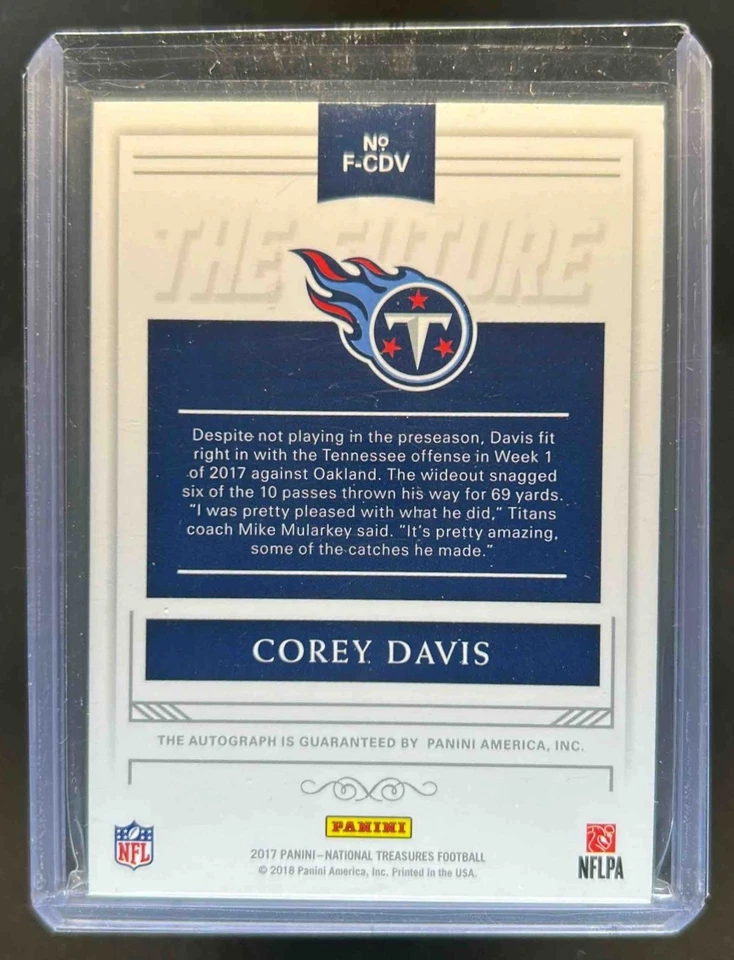 Nº
F-CDV
THE FUTURE
T
Despite not playing in the preseason, Davis fit
right in with the Tennessee offense in Week 1
of 2017 against Oakland. The wideout snagged
six of the 10 passes thrown his way for 69 yards.
"I was pretty pleased with what he did," Titans
coach Mike Mularkey said. "It's pretty amazing,
some of the catches he made."
COREY DAVIS
THE AUTOGRAPH IS GUARANTEED BY PANINI AMERICA, INC.
PANINI
NFL
2017 PANINI—NATIONAL TREASURES FOOTBALL
© 2018 Panini America, Inc. Printed in the USA.
NFLPA